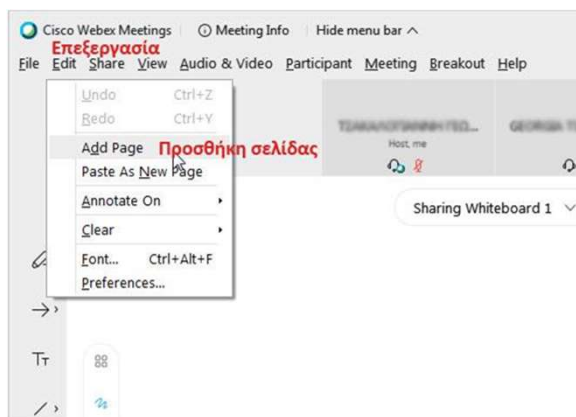 Cisco Webex Meetings Meeting Info Hide menu bar
Επεξεργασία
File Edit Share View Audio & Video Participant Meeting Breakout Help
Undo Ctrl+Z
Redo Ctrl+Y
Add Page Προσθήκη σελίδας
Paste As New Page
Annotate On
Clear
Font... Ctrl+Alt+F
Preferences...
Host, me
Sharing Whiteboard 1
Tт